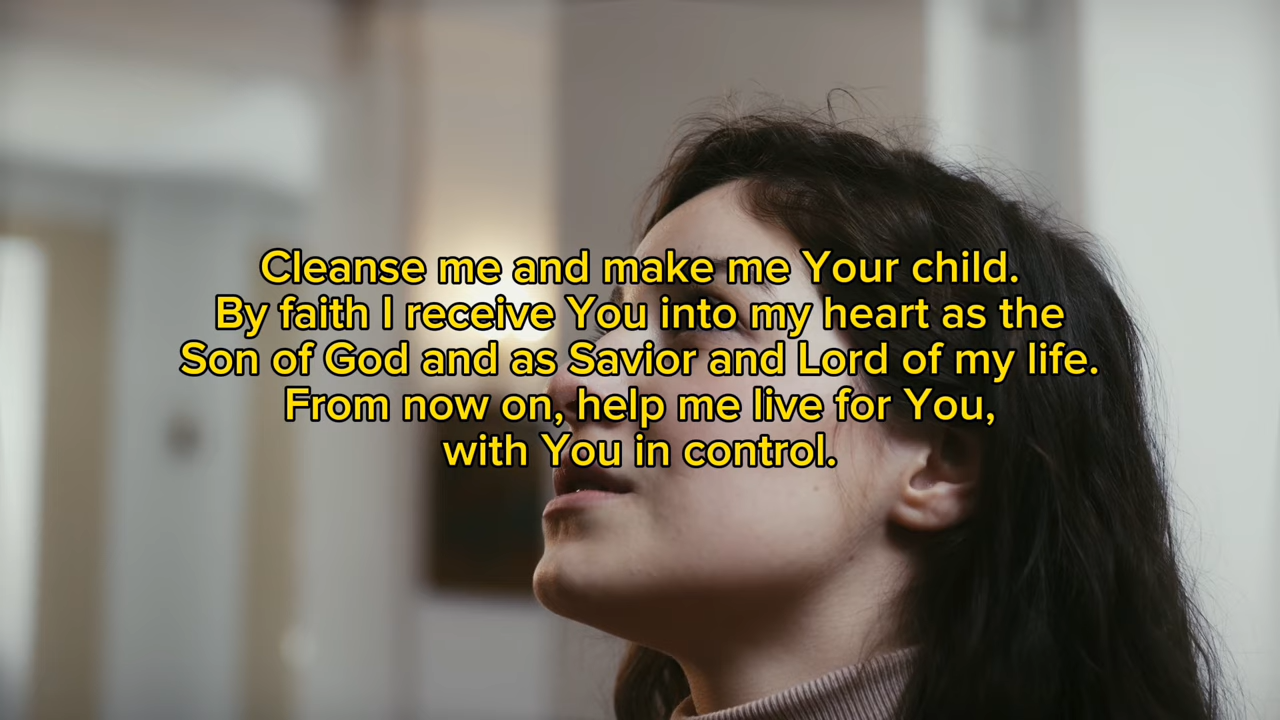 Cleanse me and make me Your child.
By faith I receive You into my heart as the
Son of God and as Savior and Lord of my life.
From now on, help me live for You,
with You in control.